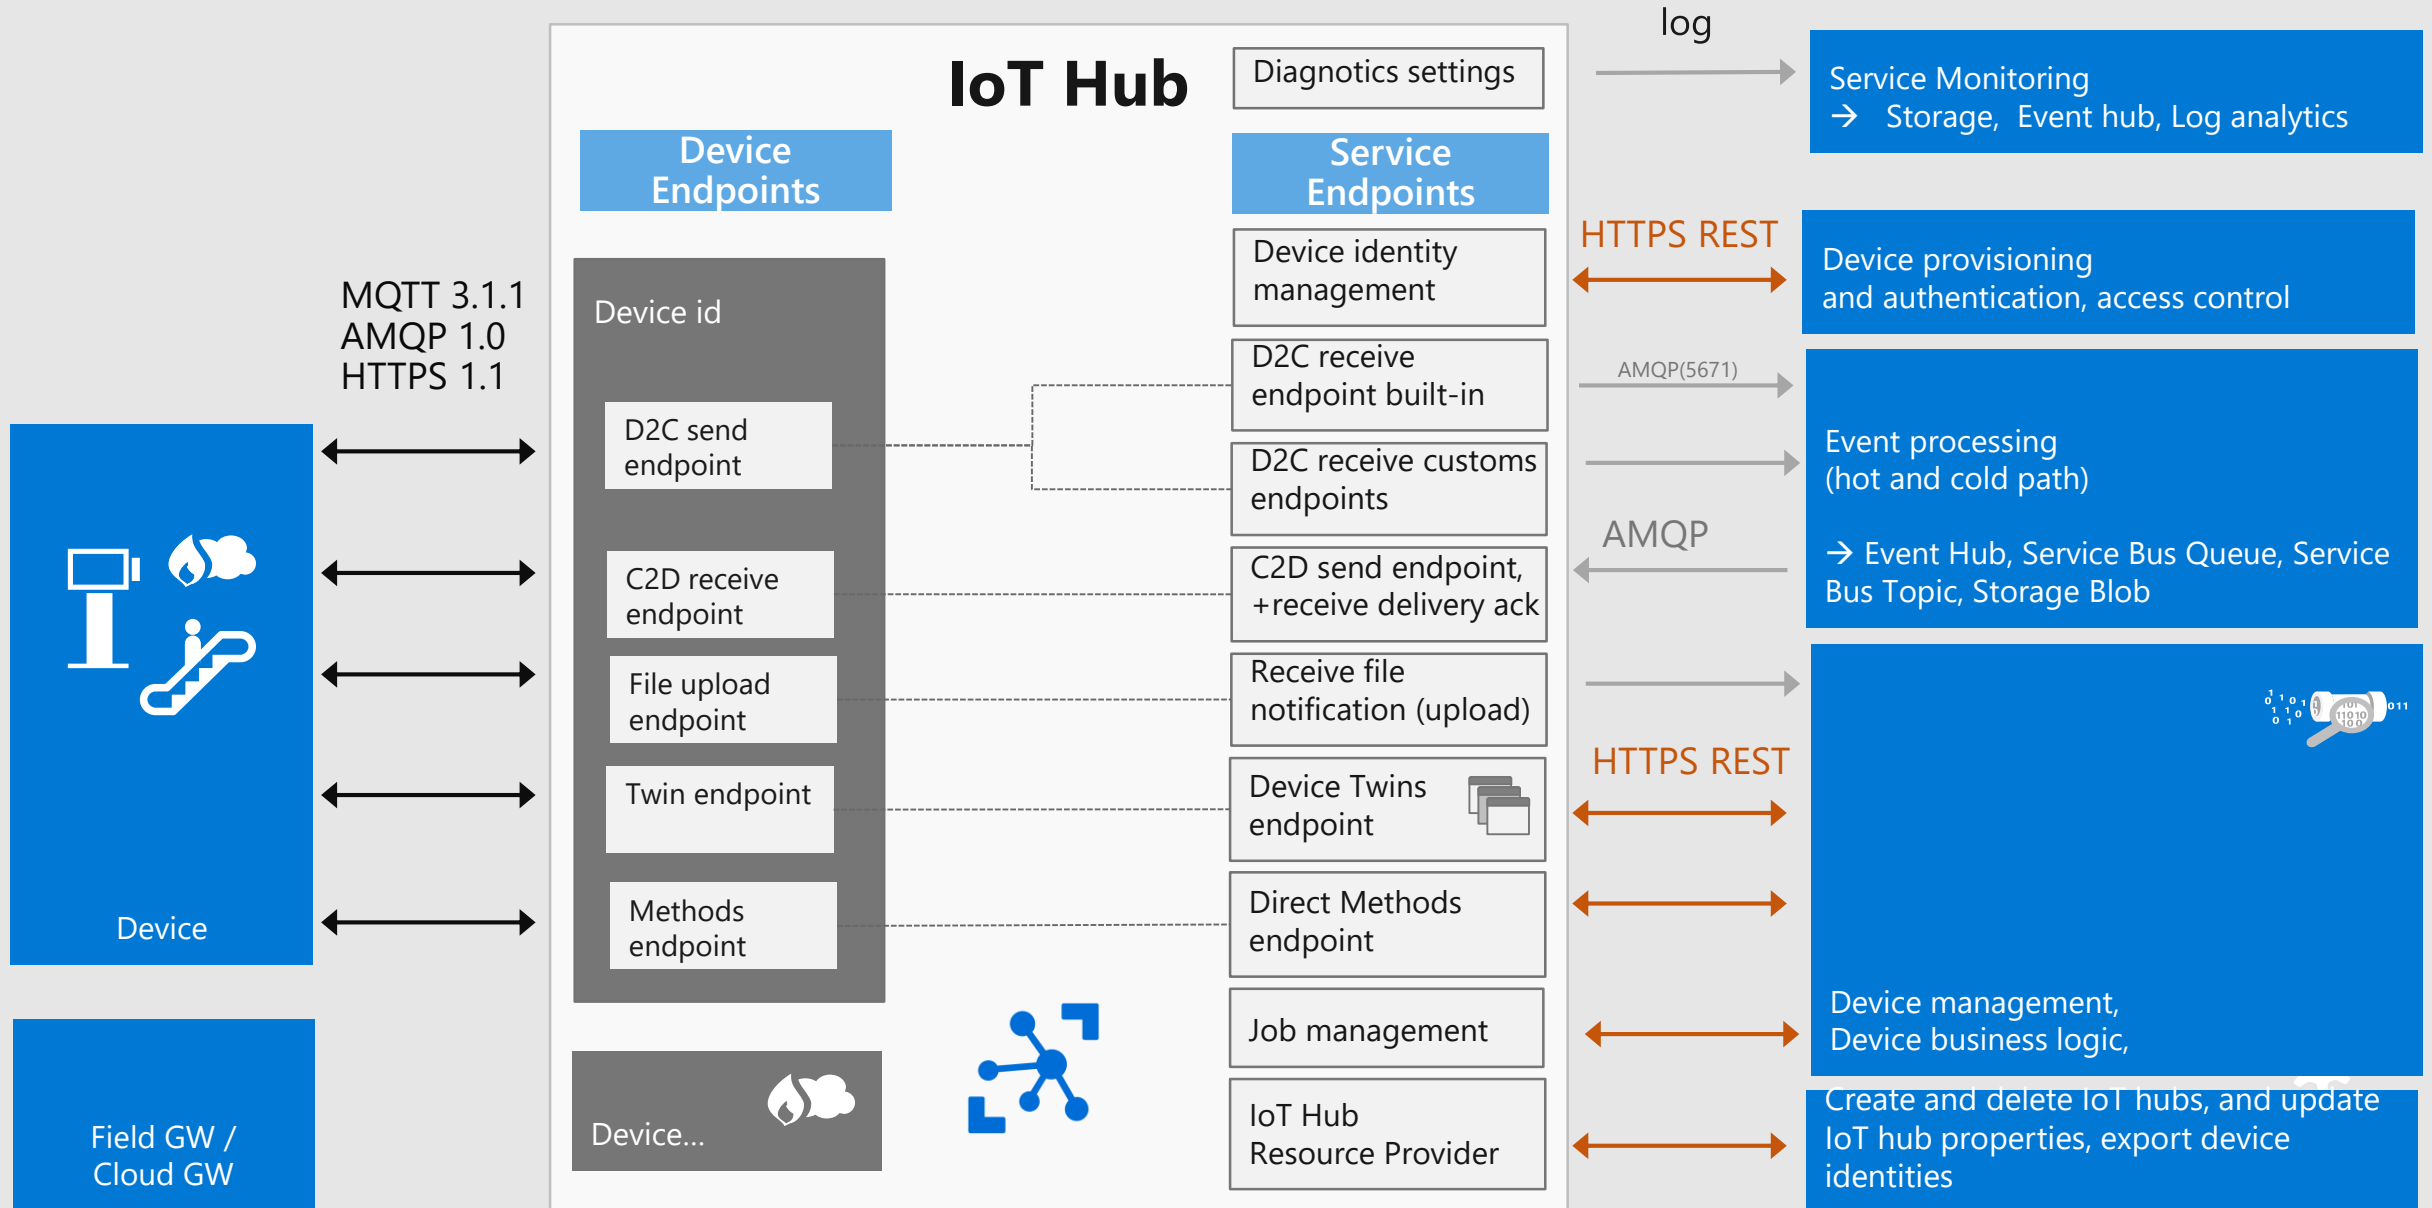 log
IoT Hub
Diagnotics settings
Service Monitoring
→ Storage, Event hub, Log analytics
Device
Endpoints
Service
Endpoints
MQTT 3.1.1
AMQP 1.0
HTTPS 1.1
Device id
D2C send
endpoint
C2D receive
endpoint
File upload
endpoint
Twin endpoint
Methods
endpoint
Device...
Device
Field GW /
Cloud GW
Device identity
management
D2C receive
endpoint built-in
D2C receive customs
endpoints
C2D send endpoint,
+receive delivery ack
Receive file
notification (upload)
Device Twins
endpoint
Direct Methods
endpoint
Job management
IoT Hub
Resource Provider
HTTPS REST
AMQP(5671)
AMQP
HTTPS REST
Device provisioning
and authentication, access control
Event processing
(hot and cold path)
→ Event Hub, Service Bus Queue, Service
Bus Topic, Storage Blob
Device management,
Device business logic,
Create and delete IoT hubs, and update
IoT hub properties, export device
identities